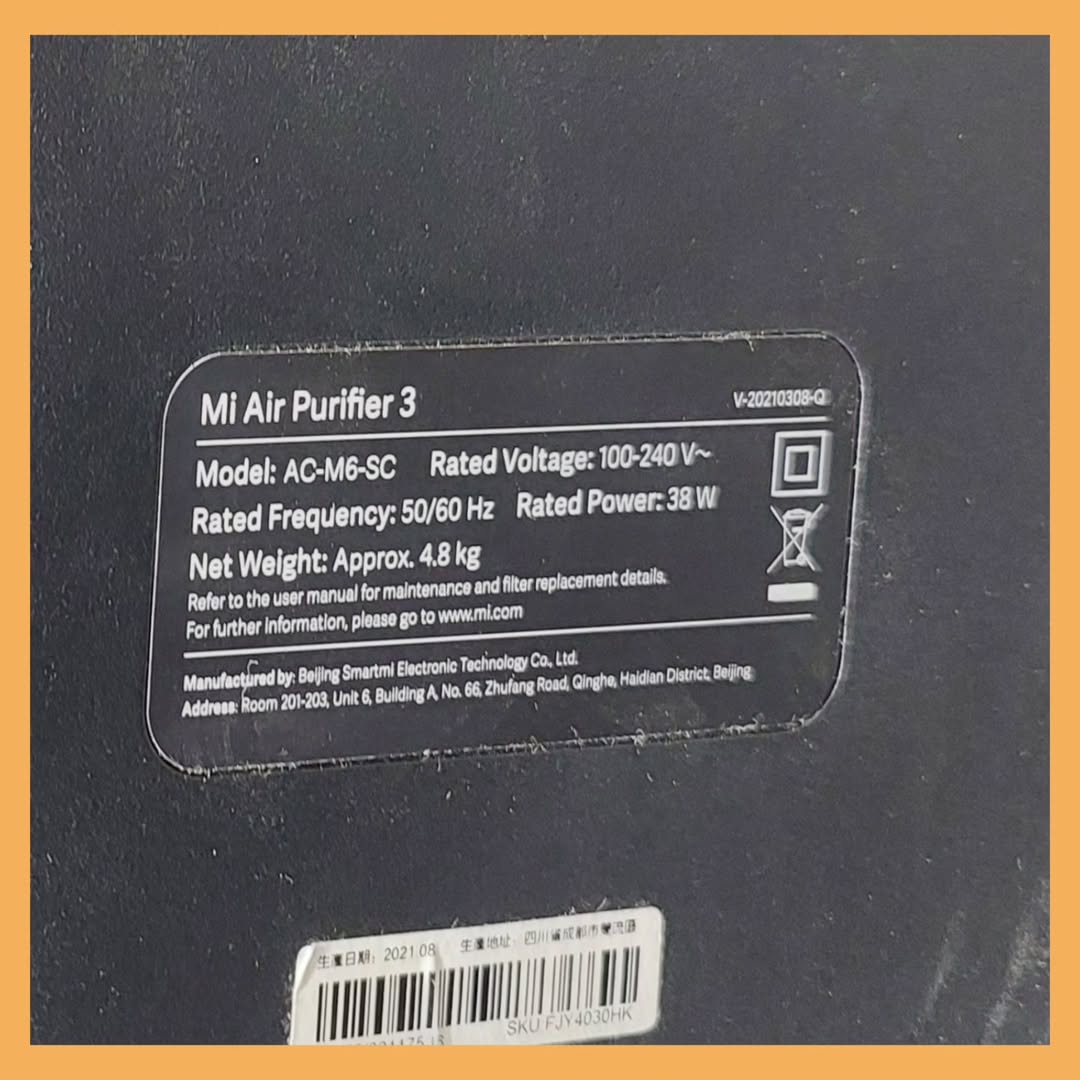 Mi Air Purifier 3 V-20210308-Q
Model: AC-M6-SC Rated Voltage: 100-240 V~
Rated Frequency: 50/60 Hz Rated Power: 38 W
Net Weight: Approx. 4.8 kg
Refer to the user manual for maintenance and filter replacement details.
For further information, please go to www.mi.com
Manufactured by: Beijing Smartmi Electronic Technology Co., Ltd.
Address: Room 201-203, Unit 6, Building A, No. 66, Zhufang Road, Qinghe, Haidian District, Beijing
生產日期: 2021.08 生產地址: 四川省成都市雙流區
SKU FJY4030HK